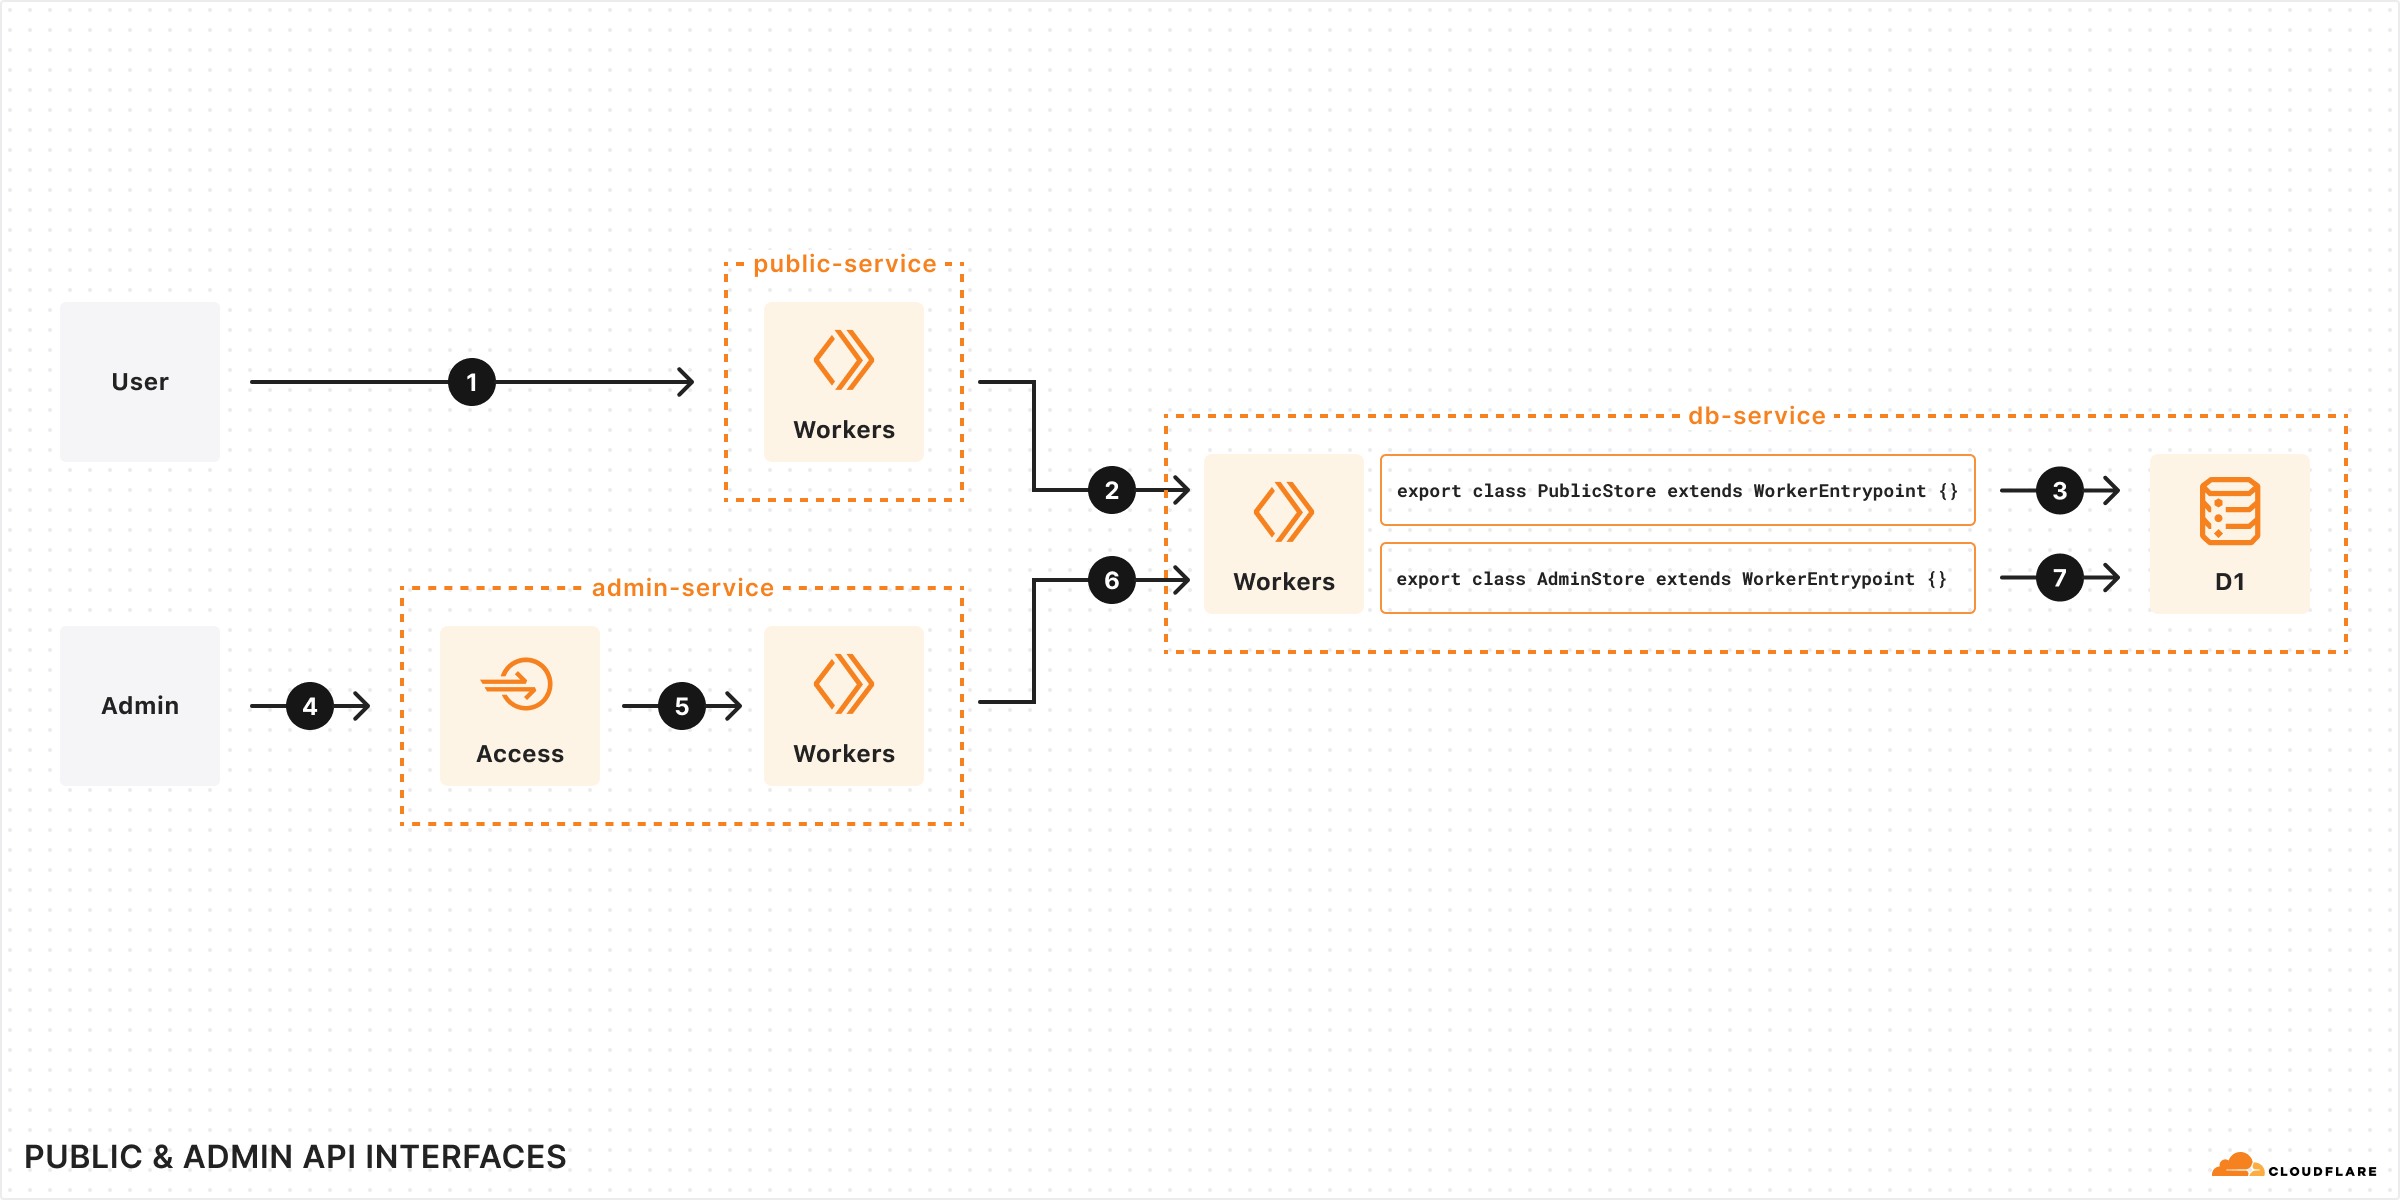 public-service
User
1
Workers
2
db-service
Workers
export class PublicStore extends WorkerEntrypoint {}
3
export class AdminStore extends WorkerEntrypoint {}
7
D1
6
admin-service
Admin
4
Access
5
Workers
PUBLIC & ADMIN API INTERFACES
CLOUDFLARE